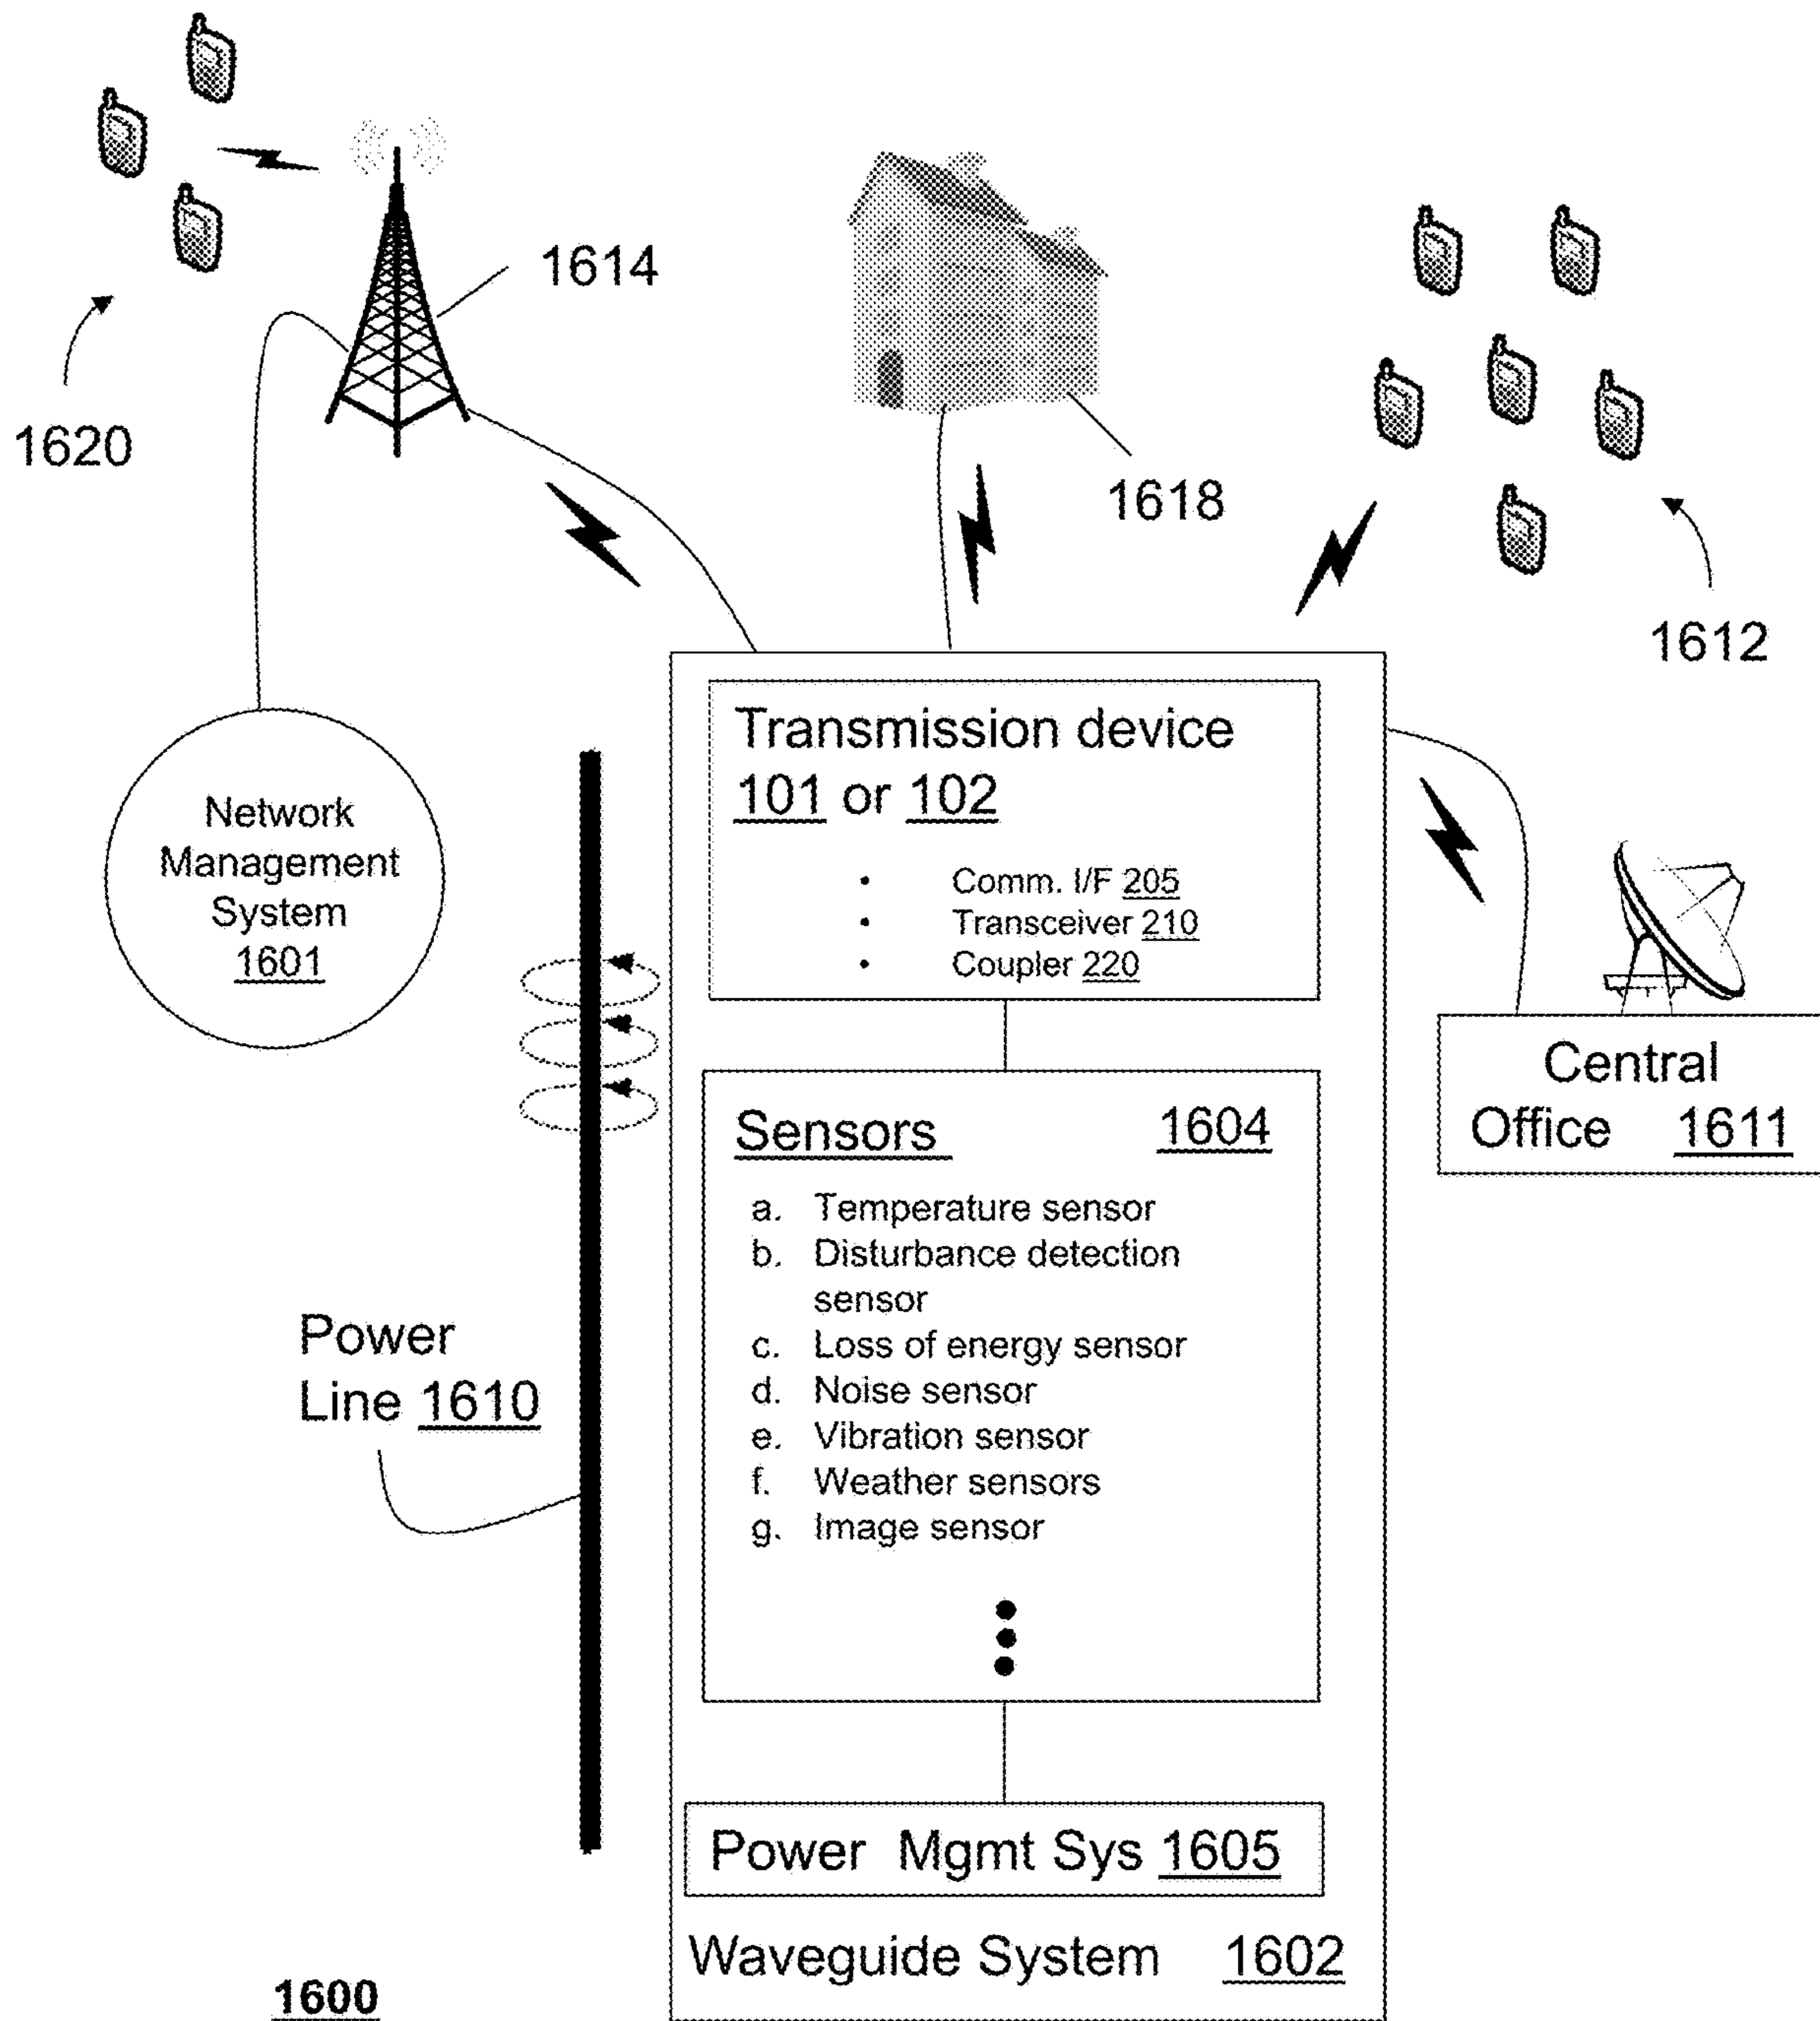 1614
1620
1618
1612
Transmission device
101 or 102
• Comm. I/F 205
• Transceiver 210
• Coupler 220
Network
Management
System
1601
Central
Office 1611
Sensors 1604
a. Temperature sensor
b. Disturbance detection
sensor
c. Loss of energy sensor
d. Noise sensor
e. Vibration sensor
f. Weather sensors
g. Image sensor
Power
Line 1610
Power Mgmt Sys 1605
Waveguide System 1602
1600